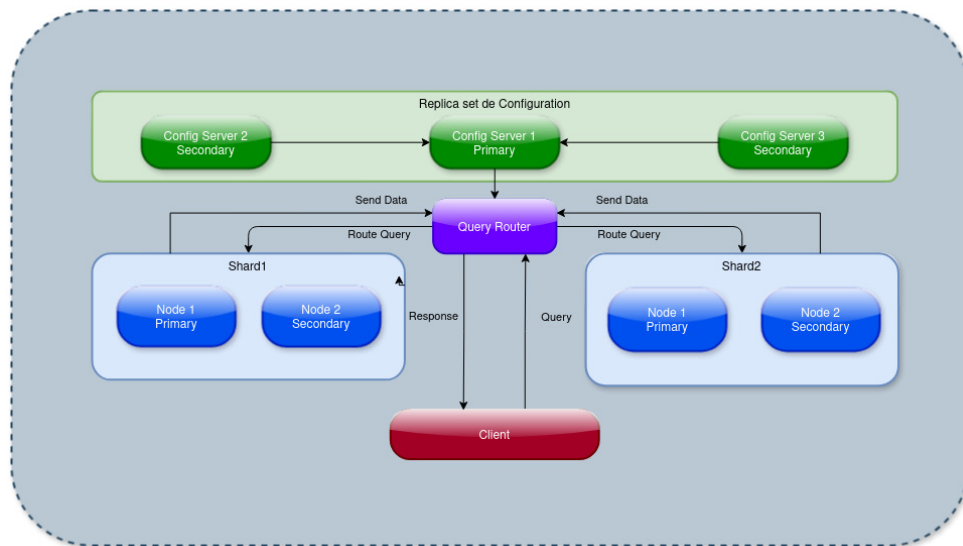 Replica set de Configuration
Config Server 2
Secondary
Config Server 1
Primary
Config Server 3
Secondary
Send Data
Send Data
Query Router
Route Query
Route Query
Shard1
Shard2
Node 1
Primary
Node 2
Secondary
Response
Query
Node 1
Primary
Node 2
Secondary
Client